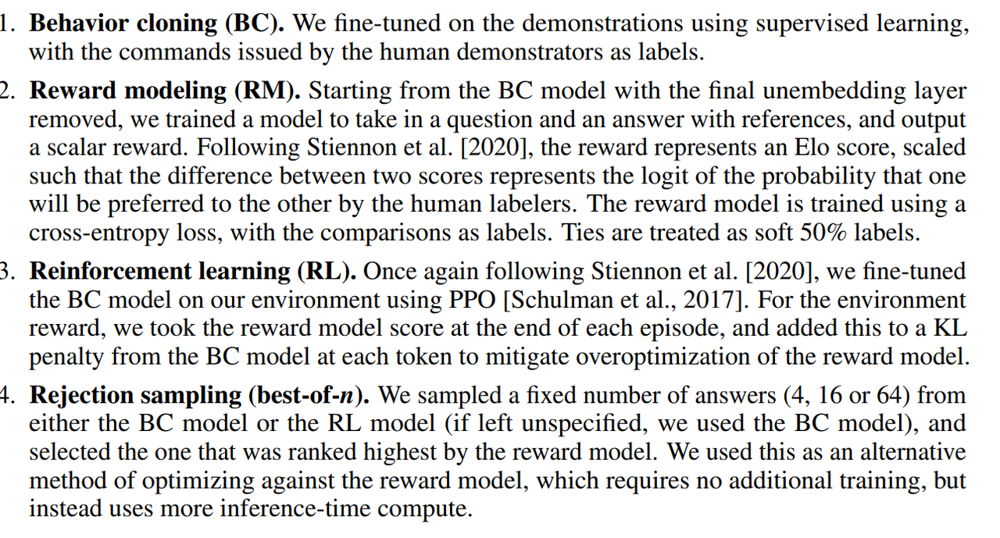 1. Behavior cloning (BC). We fine-tuned on the demonstrations using supervised learning,
with the commands issued by the human demonstrators as labels.
2. Reward modeling (RM). Starting from the BC model with the final unembedding layer
removed, we trained a model to take in a question and an answer with references, and output
a scalar reward. Following Stiennon et al. [2020], the reward represents an Elo score, scaled
such that the difference between two scores represents the logit of the probability that one
will be preferred to the other by the human labelers. The reward model is trained using a
cross-entropy loss, with the comparisons as labels. Ties are treated as soft 50% labels.
3. Reinforcement learning (RL). Once again following Stiennon et al. [2020], we fine-tuned
the BC model on our environment using PPO [Schulman et al., 2017]. For the environment
reward, we took the reward model score at the end of each episode, and added this to a KL
penalty from the BC model at each token to mitigate overoptimization of the reward model.
4. Rejection sampling (best-of-n). We sampled a fixed number of answers (4, 16 or 64) from
either the BC model or the RL model (if left unspecified, we used the BC model), and
selected the one that was ranked highest by the reward model. We used this as an alternative
method of optimizing against the reward model, which requires no additional training, but
instead uses more inference-time compute.